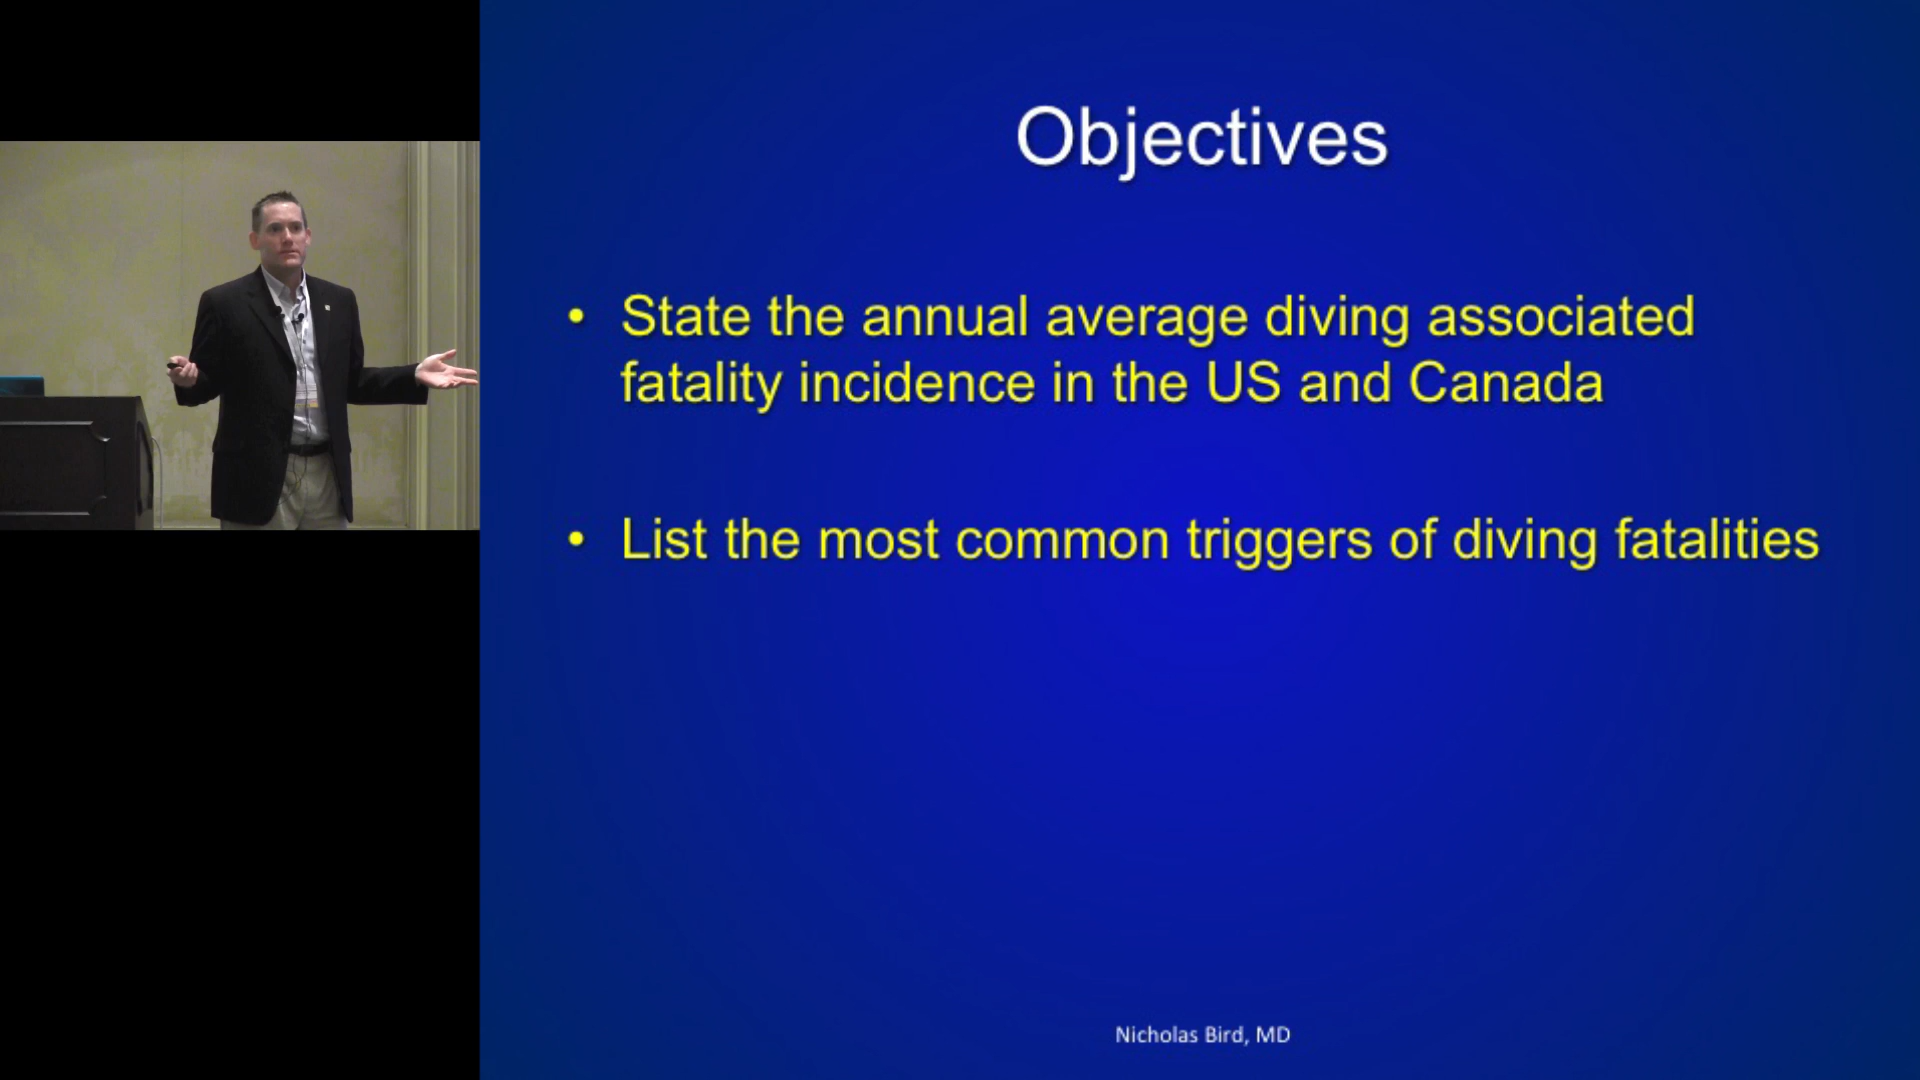 Objectives
• State the annual average diving associated
fatality incidence in the US and Canada
• List the most common triggers of diving fatalities
Nicholas Bird, MD